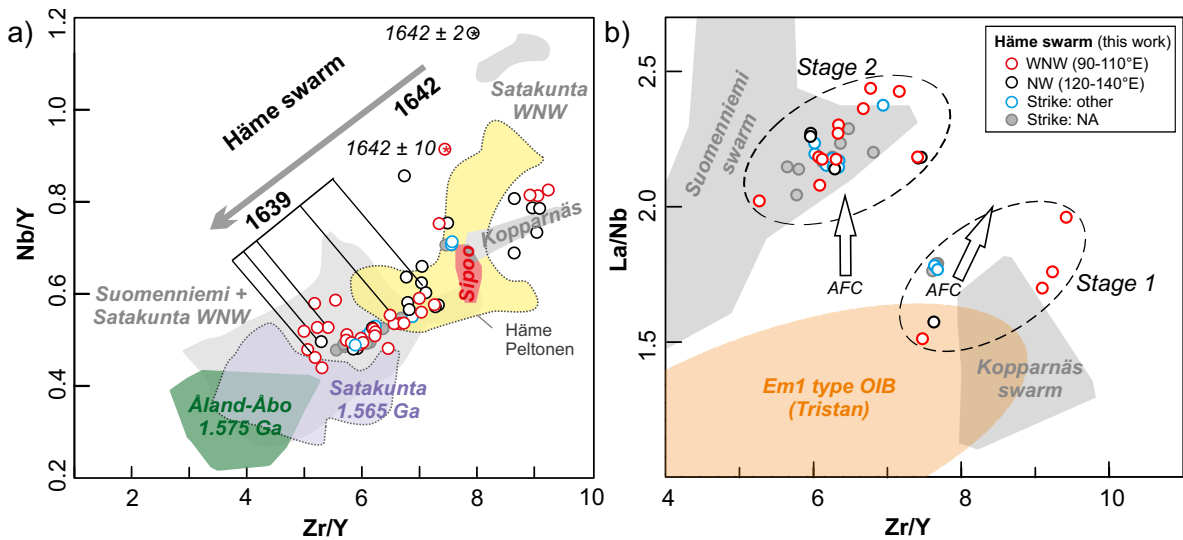 a)
1.2
1.0
0.8
0.6
0.4
0.2
Nb/Y
2
4
6
8
10
Zr/Y
1642 ± 2
Satakunta
WNW
Häme swarm
1642
1642 ± 10
1639
Kopparnäs
Sipoo
Suomenniemi +
Satakunta WNW
Häme
Peltonen
Satakunta
1.565 Ga
Åland-Åbo
1.575 Ga
b)
2.5
2.0
1.5
La/Nb
4
6
8
10
Zr/Y
Häme swarm (this work)
WNW (90-110°E)
NW (120-140°E)
Strike: other
Strike: NA
Stage 2
Suomenniemi
swarm
AFC
AFC
Stage 1
Kopparnäs
swarm
Em1 type OIB
(Tristan)